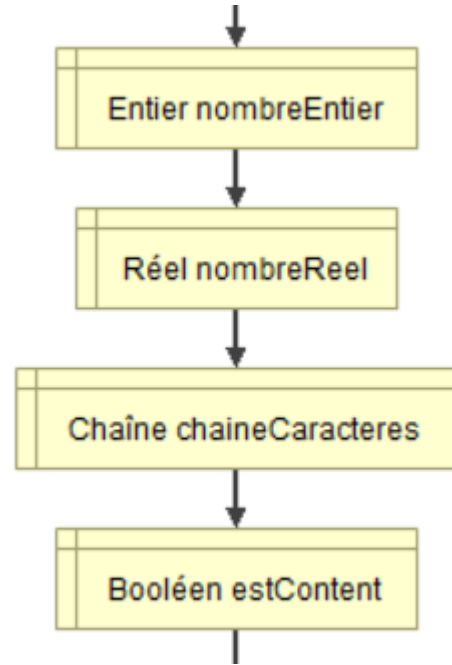 Entier nombreEntier
Réel nombreReel
Chaîne chaineCaracteres
Booléen estContent